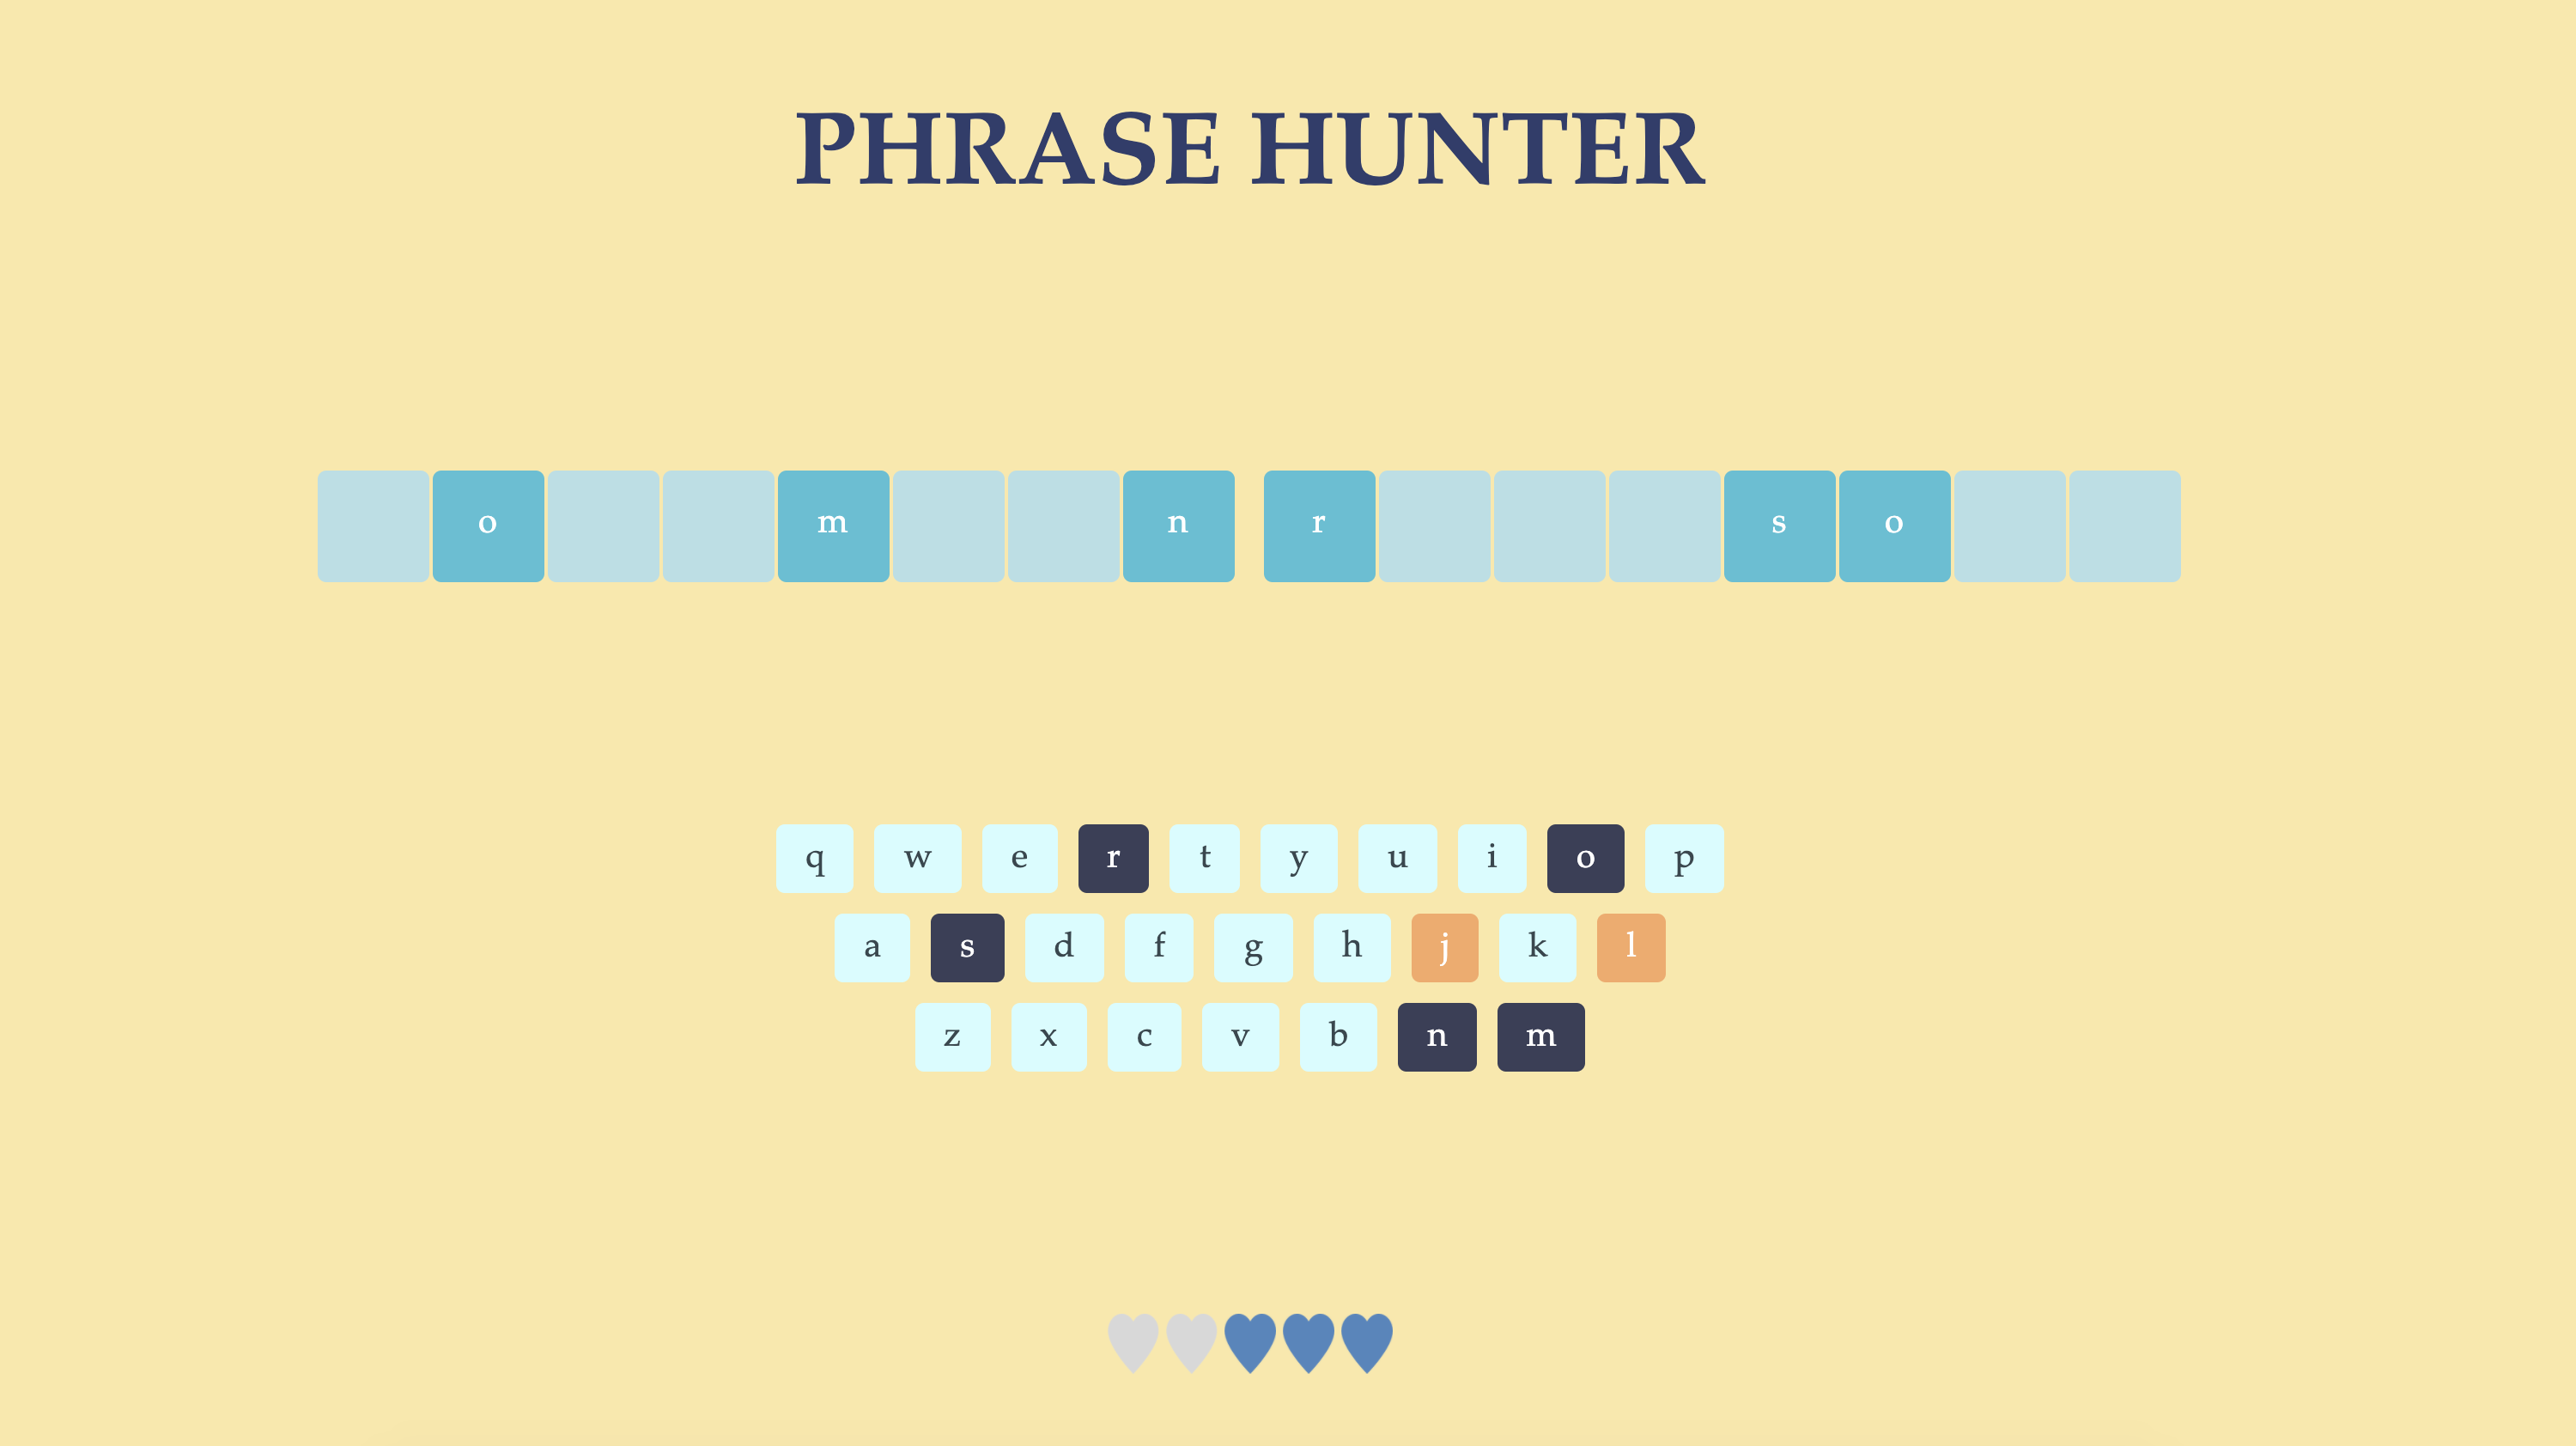 PHRASE HUNTER
o m n r s o
q w e r t y u i o p
a s d f g h j k l
z x c v b n m